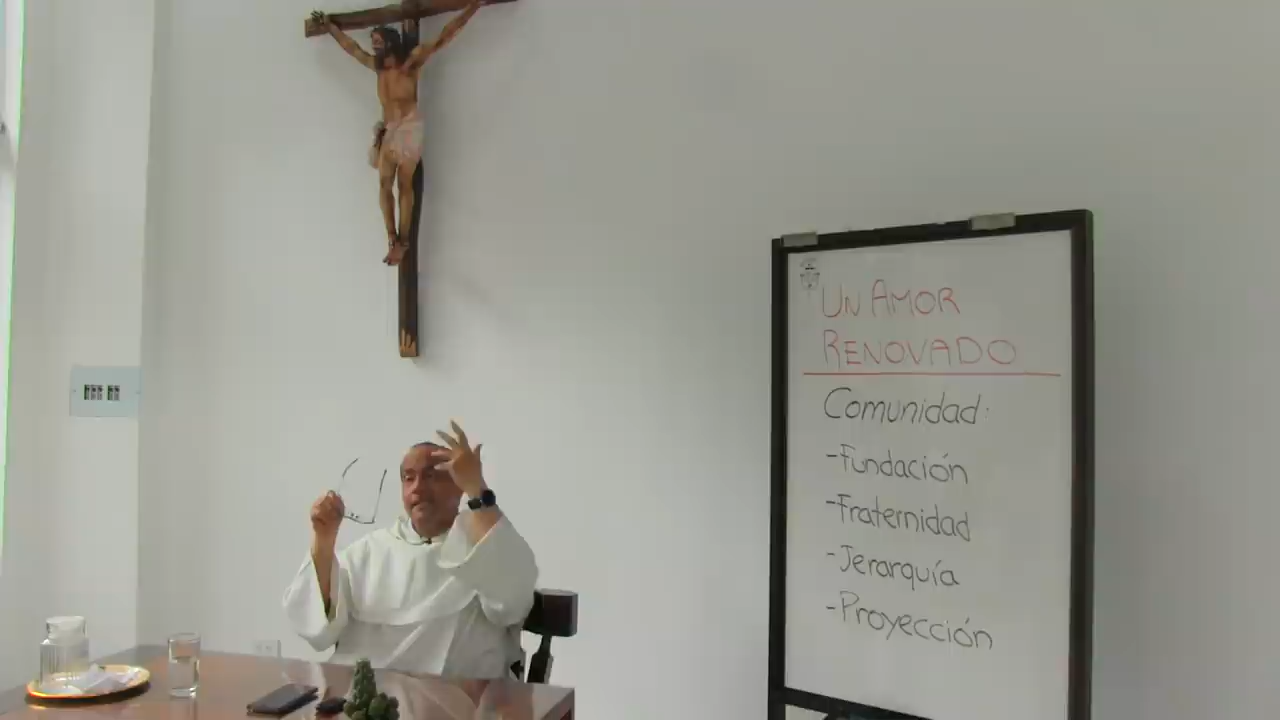 UN AMOR
RENOVADO
Comunidad:
-Fundación
-Fraternidad
-Jerarquía
-Proyección